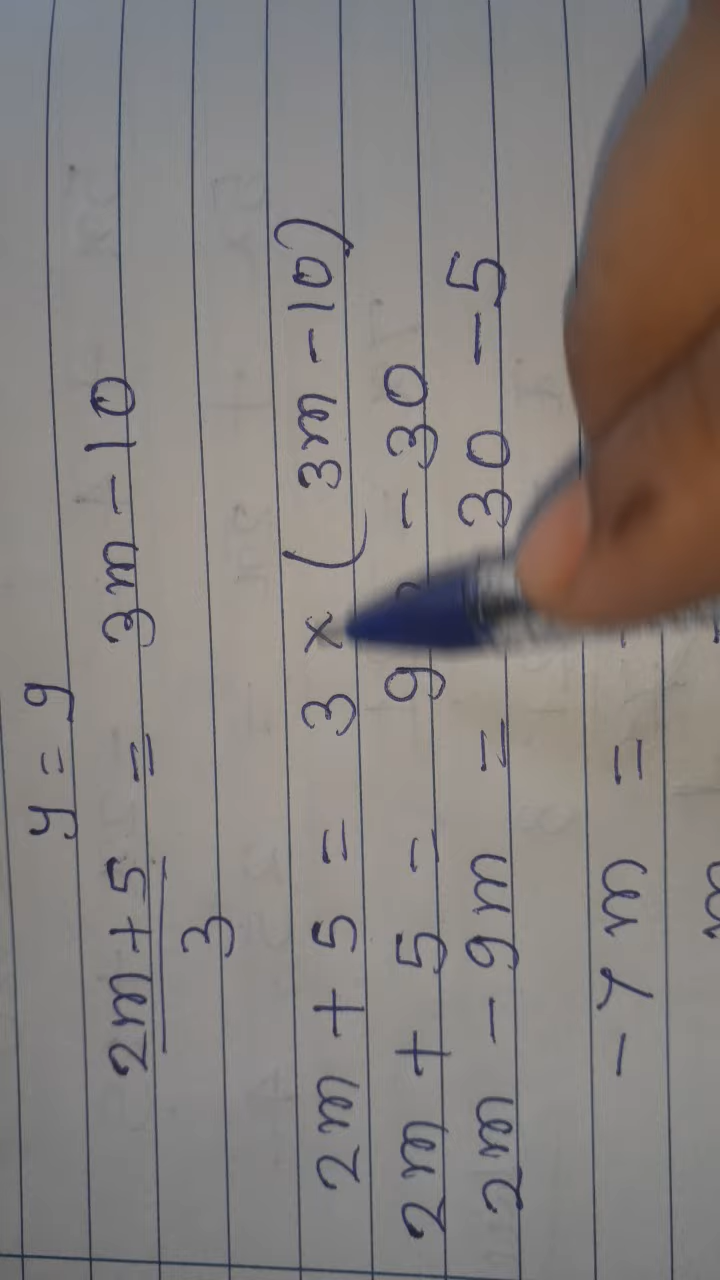 y = 9
2m + 5 = 3m - 10
3
2m + 5 = 3 × ( 3m - 10)
2m + 5 = 9 - 30
2m - 9m = 30 - 5
- 7m =
m